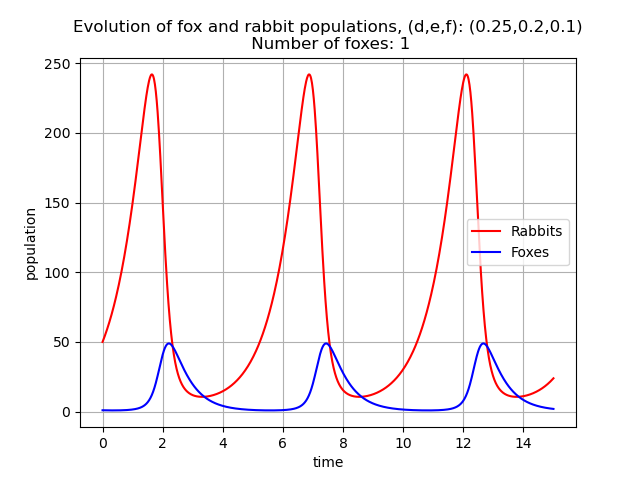 Evolution of fox and rabbit populations, (d,e,f): (0.25,0.2,0.1)
Number of foxes: 1
250
200
150
100
50
0
population
Rabbits
Foxes
0 2 4 6 8 10 12 14
time